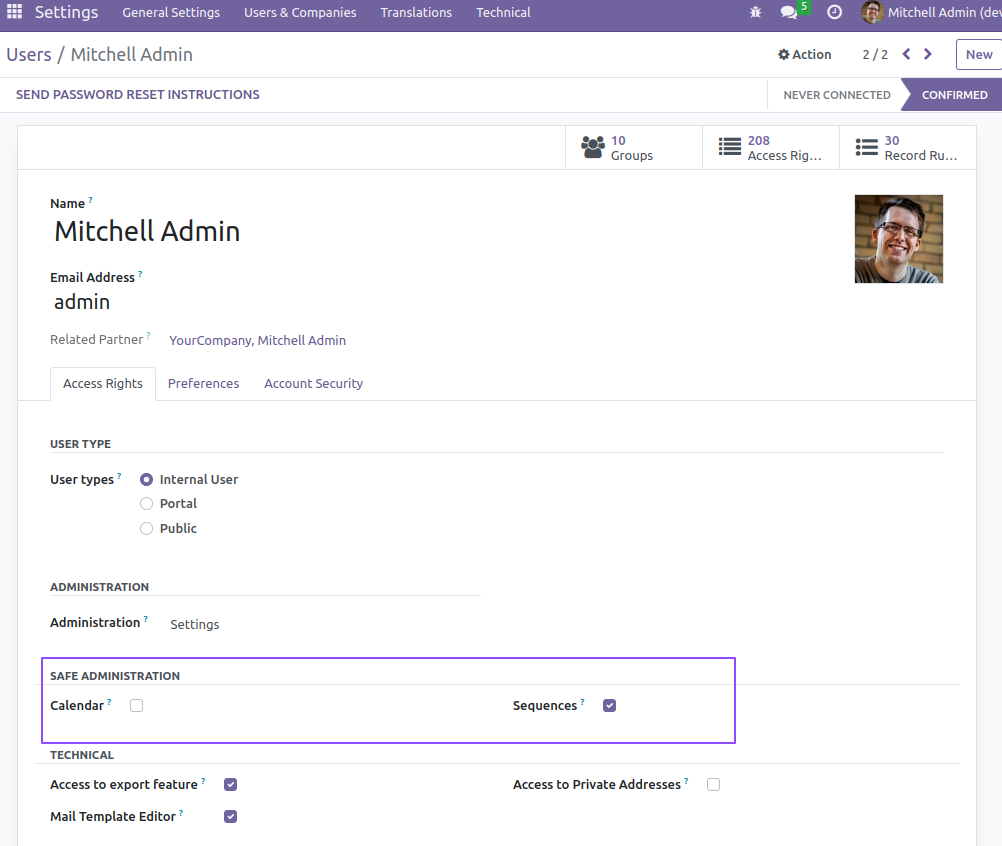 Settings General Settings Users & Companies Translations Technical 5 Mitchell Admin (dev
Users / Mitchell Admin Action 2 / 2 New
SEND PASSWORD RESET INSTRUCTIONS NEVER CONNECTED CONFIRMED
10 208 30
Groups Access Rig... Record Ru...
Name ?
Mitchell Admin
Email Address ?
admin
Related Partner ? YourCompany, Mitchell Admin
Access Rights Preferences Account Security
USER TYPE
User types ? Internal User
Portal
Public
ADMINISTRATION
Administration ? Settings
SAFE ADMINISTRATION
Calendar ? Sequences ?
TECHNICAL
Access to export feature ? Access to Private Addresses ?
Mail Template Editor ?